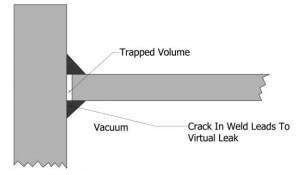 Trapped Volume
Vacuum
Crack In Weld Leads To
Virtual Leak